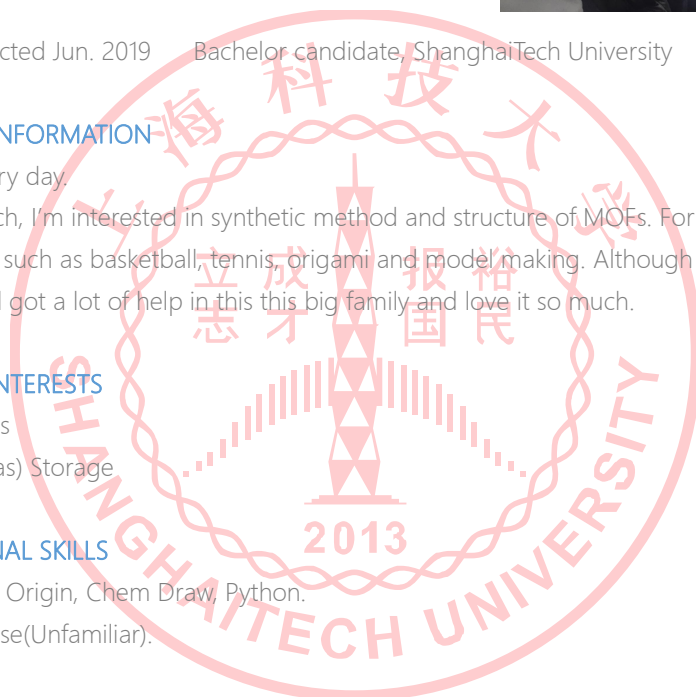 cted Jun. 2019 Bachelor candidate, ShanghaiTech University
上海科技大学
NFORMATION
ry day.
ch, I'm interested in synthetic method and structure of MOFs. For
such as basketball, tennis, origami and model making. Although
l got a lot of help in this this big family and love it so much.
立志 成才 报国 裕民
NTERESTS
s
as) Storage
2013
NAL SKILLS
Origin, Chem Draw, Python.
se(Unfamiliar).
SHANGHAITECH UNIVERSITY